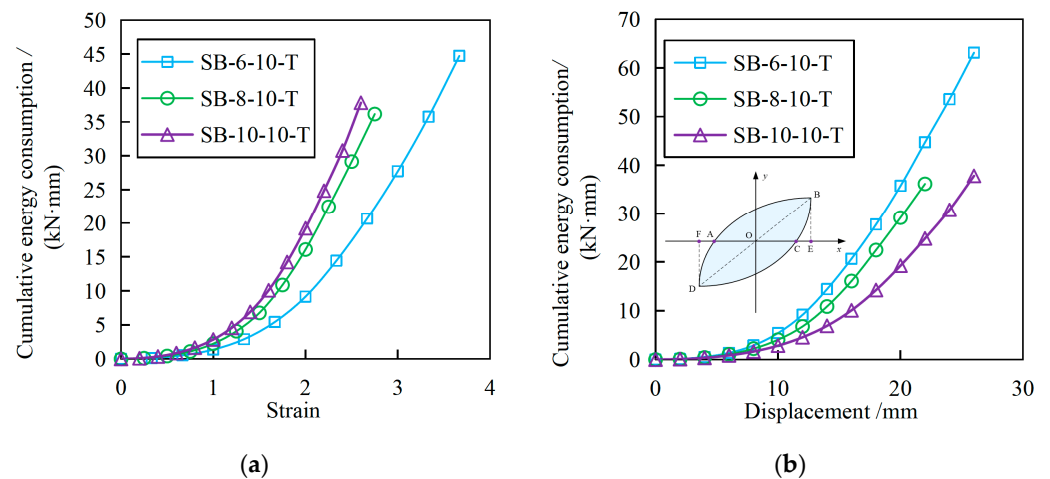 Cumulative energy consumption /
(kN·mm)
50
45
40
35
30
25
20
15
10
5
0
SB-6-10-T
SB-8-10-T
SB-10-10-T
0 1 2 3 4
Strain
(a)
Cumulative energy consumption/
(kN·mm)
70
60
50
40
30
20
10
0
SB-6-10-T
SB-8-10-T
SB-10-10-T
y
B
F A O C E x
D
0 10 20 30
Displacement /mm
(b)